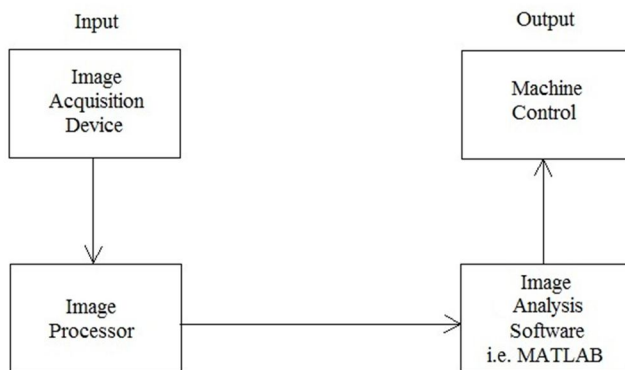 Input
Output
Image
Acquisition
Device
Machine
Control
Image
Processor
Image
Analysis
Software
i.e. MATLAB